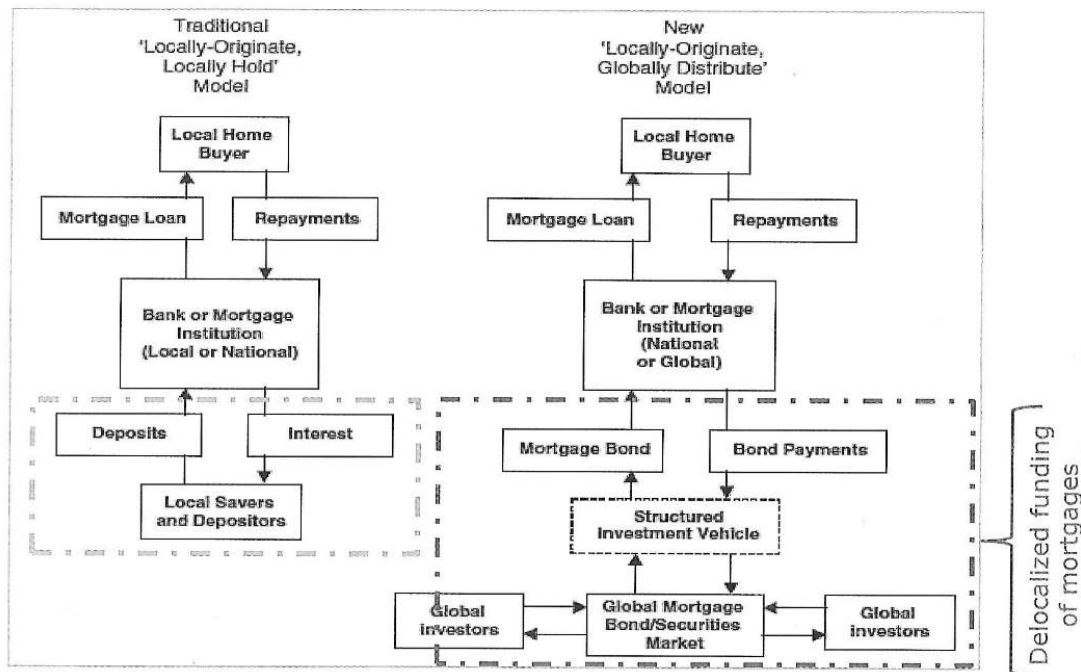 Traditional
'Locally-Originate,
Locally Hold'
Model
Local Home
Buyer
Mortgage Loan
Repayments
Bank or Mortgage
Institution
(Local or National)
Deposits
Interest
Local Savers
and Depositors
New
'Locally-Originate,
Globally Distribute'
Model
Local Home
Buyer
Mortgage Loan
Repayments
Bank or Mortgage
Institution
(National
or Global)
Mortgage Bond
Bond Payments
Structured
Investment Vehicle
Global
investors
Global Mortgage
Bond/Securities
Market
Global
investors
Delocalized funding
of mortgages